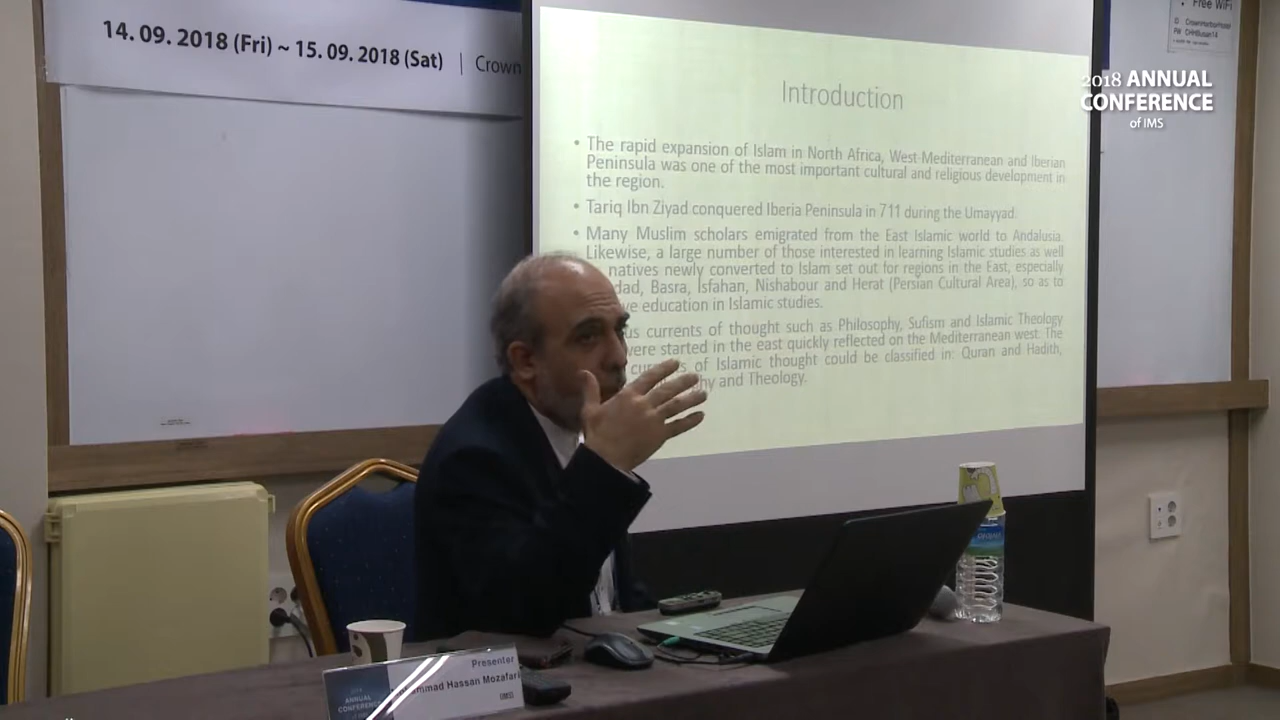 14. 09. 2018 (Fri) ~ 15. 09. 2018 (Sat) | Crown
Free WiFi
2018 ANNUAL
CONFERENCE
of IMS
Introduction
• The rapid expansion of Islam in North Africa, West Mediterranean and Iberian
Peninsula was one of the most important cultural and religious development in
the region.
• Tariq Ibn Ziyad conquered Iberia Peninsula in 711 during the Umayyad.
• Many Muslim scholars emigrated from the East Islamic world to Andalusia.
Likewise, a large number of those interested in learning Islamic studies as well
natives newly converted to Islam set out for regions in the East, especially
dad, Basra, Isfahan, Nishabour and Herat (Persian Cultural Area), so as to
ve education in Islamic studies.
us currents of thought such as Philosophy, Sufism and Islamic Theology
were started in the east quickly reflected on the Mediterranean west. The
of Islamic thought could be classified in: Quran and Hadith,
hy and Theology.
Presenter
ammad Hassan Mozafari
ANNUAL
CONFERENCE